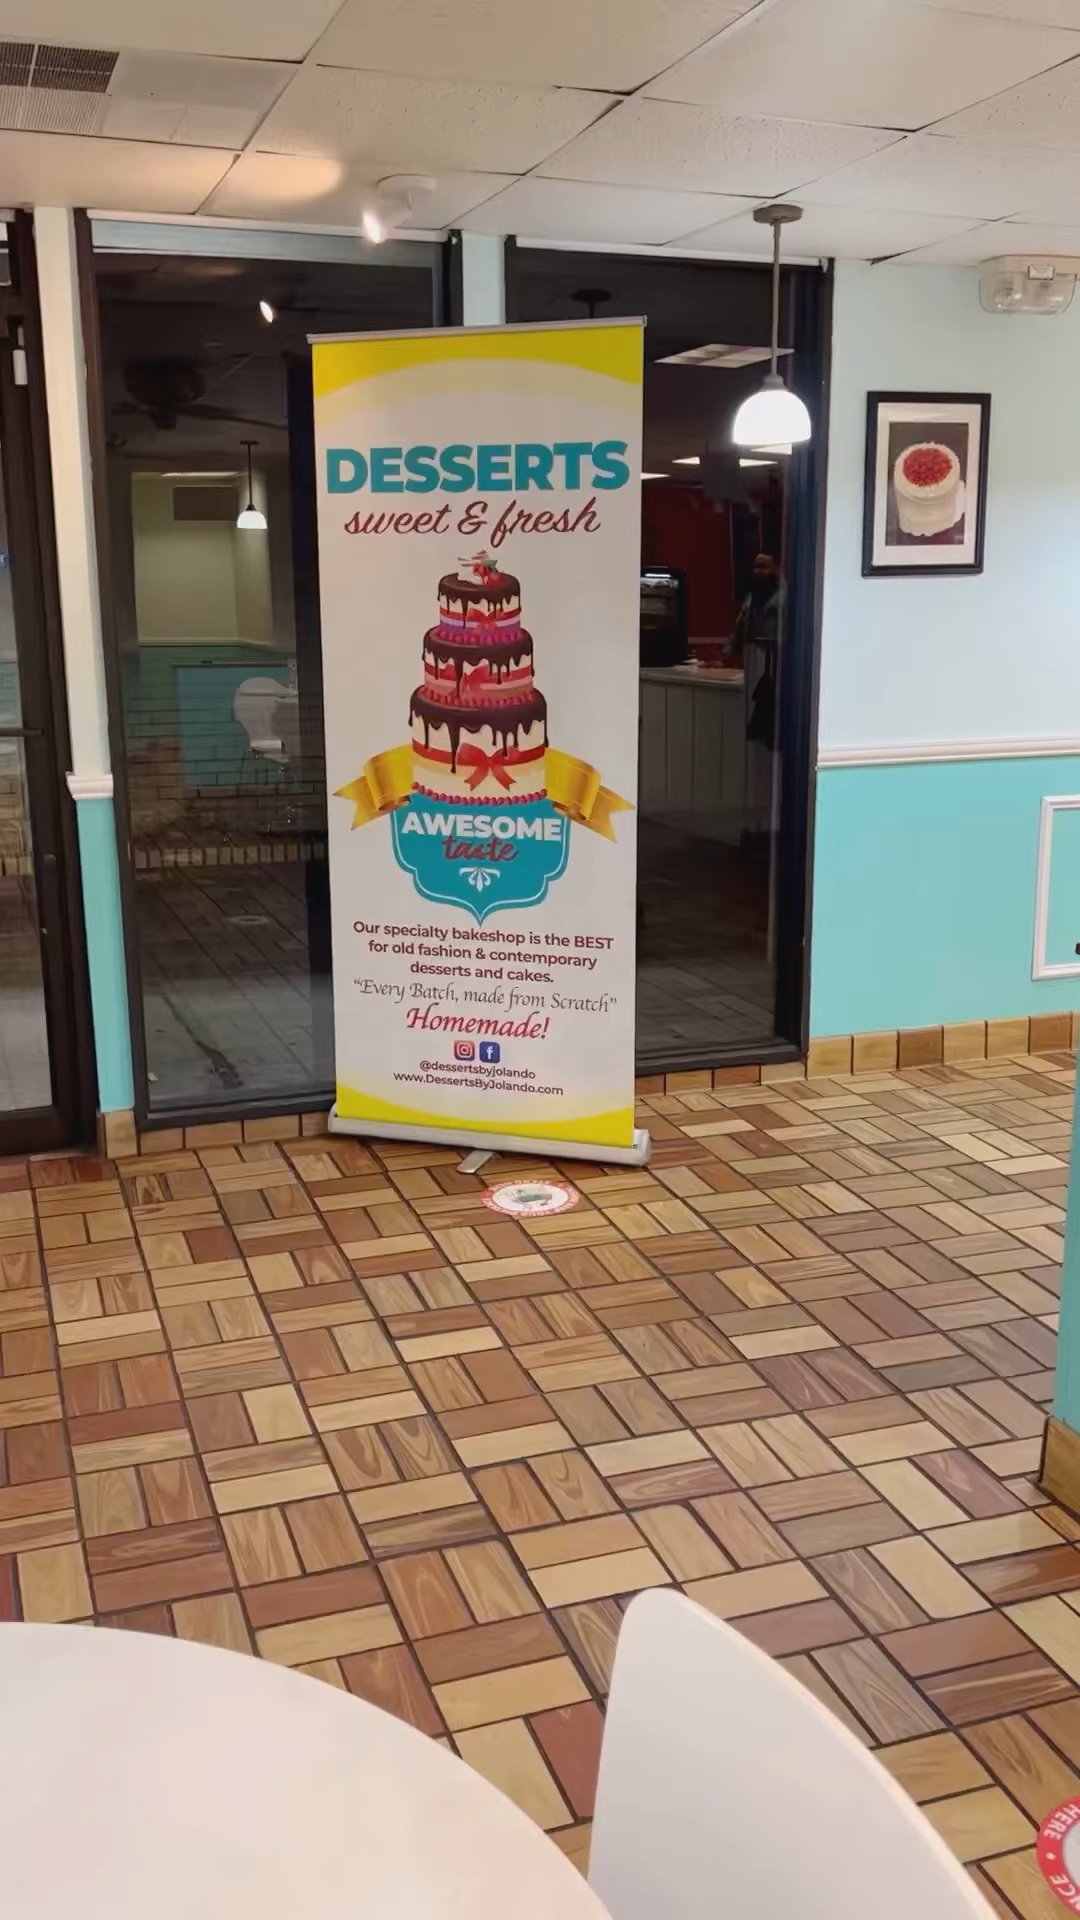 DESSERTS
sweet & fresh
AWESOME
taste
Our specialty bakeshop is the BEST
for old fashion & contemporary
desserts and cakes.
"Every Batch, made from Scratch"
Homemade!
@dessertsbyjolando
www.DessertsByJolando.com
HERE